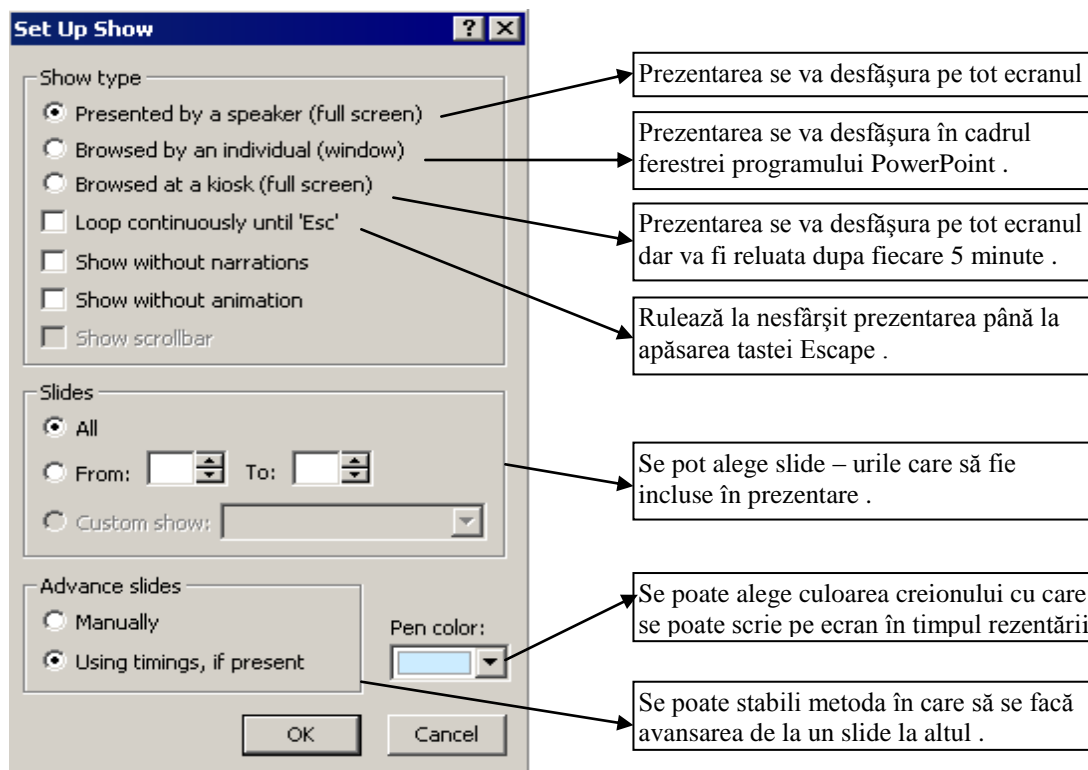 Set Up Show
Show type
Presented by a speaker (full screen)
Browsed by an individual (window)
Browsed at a kiosk (full screen)
Loop continuously until 'Esc'
Show without narrations
Show without animation
Show scrollbar
Slides
All
From: To:
Custom show:
Advance slides
Manually
Using timings, if present
Pen color:
OK Cancel
Prezentarea se va desfăşura pe tot ecranul
Prezentarea se va desfăşura în cadrul
ferestrei programului PowerPoint .
Prezentarea se va desfăşura pe tot ecranul
dar va fi reluata dupa fiecare 5 minute .
Rulează la nesfârşit prezentarea până la
apăsarea tastei Escape .
Se pot alege slide – urile care să fie
incluse în prezentare .
Se poate alege culoarea creionului cu care
se poate scrie pe ecran în timpul rezentării
Se poate stabili metoda în care să se facă
avansarea de la un slide la altul .